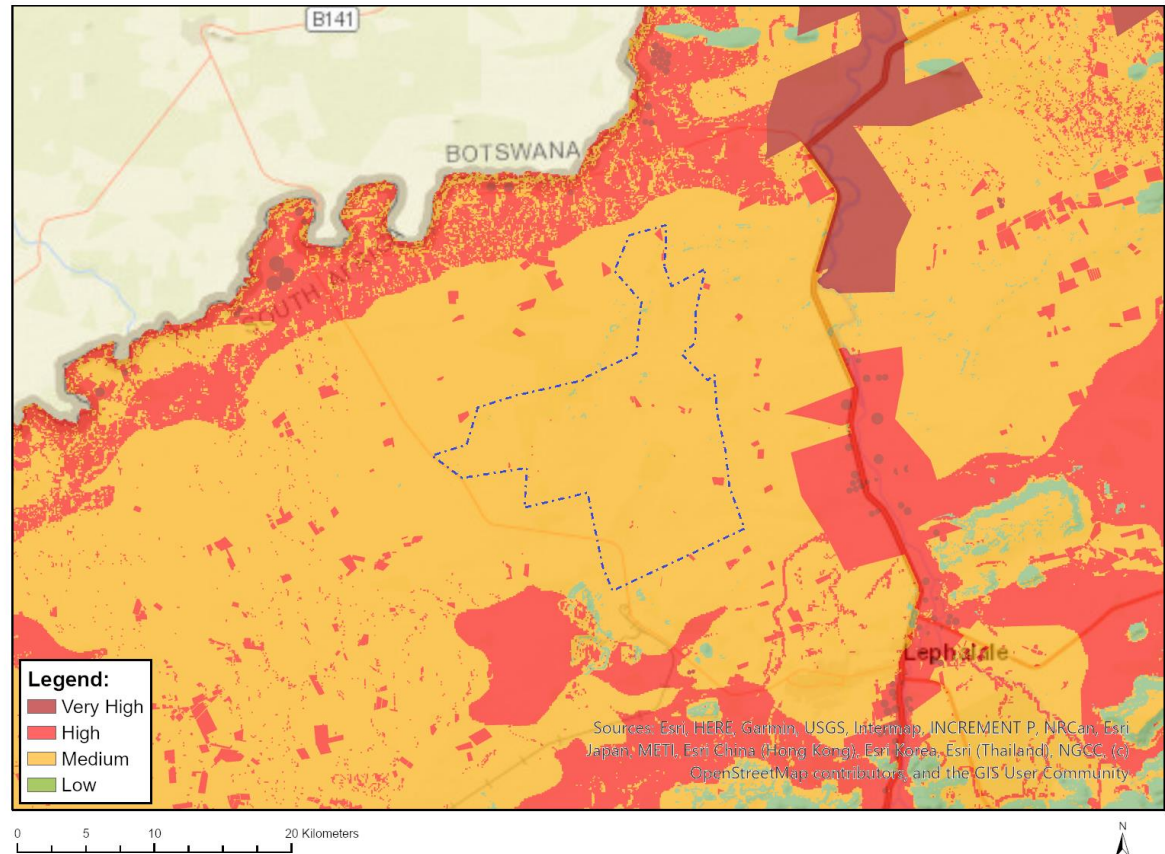 B141
BOTSWANA
SOUTH AFRICA
Lephalale
Legend:
Very High
High
Medium
Low
Sources: Esri, HERE, Garmin, USGS, Intermap, INCREMENT P, NRCan, Esri
Japan, METI, Esri China (Hong Kong), Esri Korea, Esri (Thailand), NGCC, (c)
OpenStreetMap contributors, and the GIS User Community
0 5 10 20 Kilometers
N